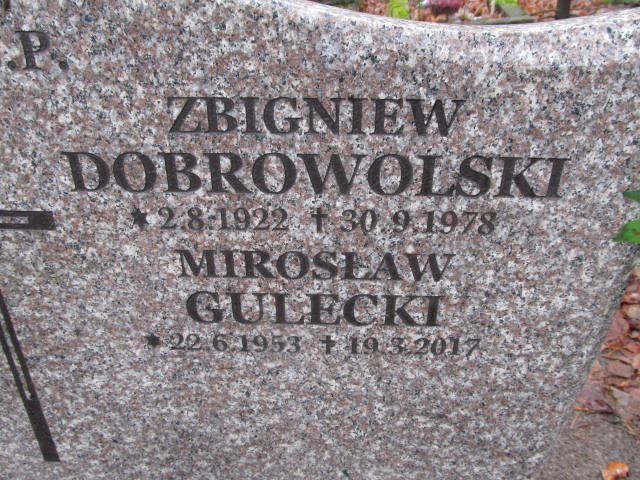 .P.
ZBIGNIEW
DOBROWOLSKI
* 2.8.1922 † 30.9.1978
MIROSŁAW
GULECKI
* 22.6.1953 † 19.3.2017